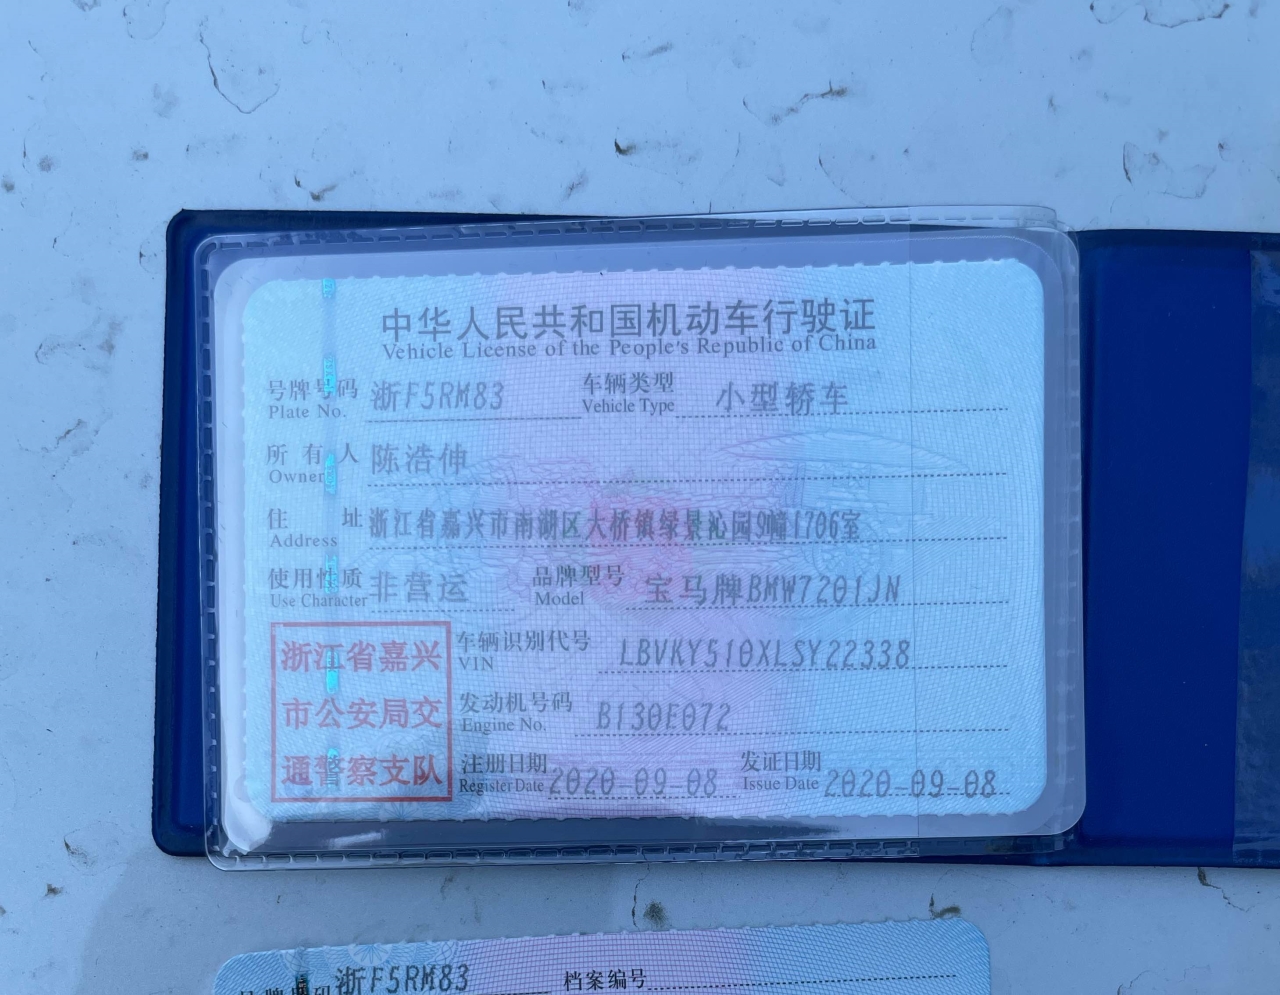 中华人民共和国机动车行驶证
Vehicle License of the People's Republic of China
号牌号码 浙F5RM83 车辆类型 小型轿车
Plate No. Vehicle Type
所有人 陈浩伸
Owner
住址 浙江省嘉兴市南湖区大桥镇绿景沁园9幢1706室
Address
使用性质 非营运 品牌型号 宝马牌BMW7201JN
Use Character Model
浙江省嘉兴
市公安局交
通警察支队
车辆识别代号 LBVKY510XLSY22338
VIN
发动机号码 B130E072
Engine No.
注册日期 2020-09-08 发证日期 2020-09-08
Register Date Issue Date
号牌号码 浙F5RM83 档案编号